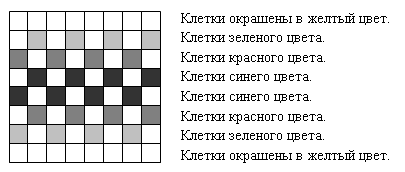 Клетки окрашены в желтый цвет.
Клетки зеленого цвета.
Клетки красного цвета.
Клетки синего цвета.
Клетки синего цвета.
Клетки красного цвета.
Клетки зеленого цвета.
Клетки окрашены в желтый цвет.